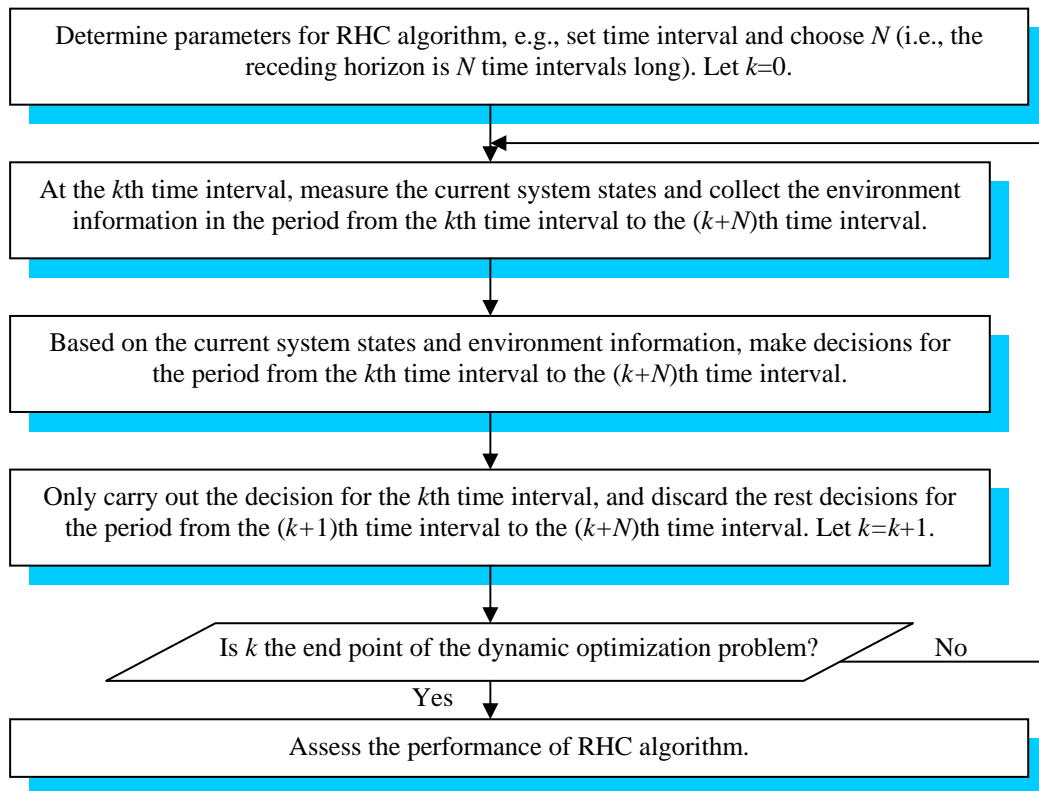 Determine parameters for RHC algorithm, e.g., set time interval and choose N (i.e., the
receding horizon is N time intervals long). Let k=0.
At the kth time interval, measure the current system states and collect the environment
information in the period from the kth time interval to the (k+N)th time interval.
Based on the current system states and environment information, make decisions for
the period from the kth time interval to the (k+N)th time interval.
Only carry out the decision for the kth time interval, and discard the rest decisions for
the period from the (k+1)th time interval to the (k+N)th time interval. Let k=k+1.
Is k the end point of the dynamic optimization problem?
No
Yes
Assess the performance of RHC algorithm.